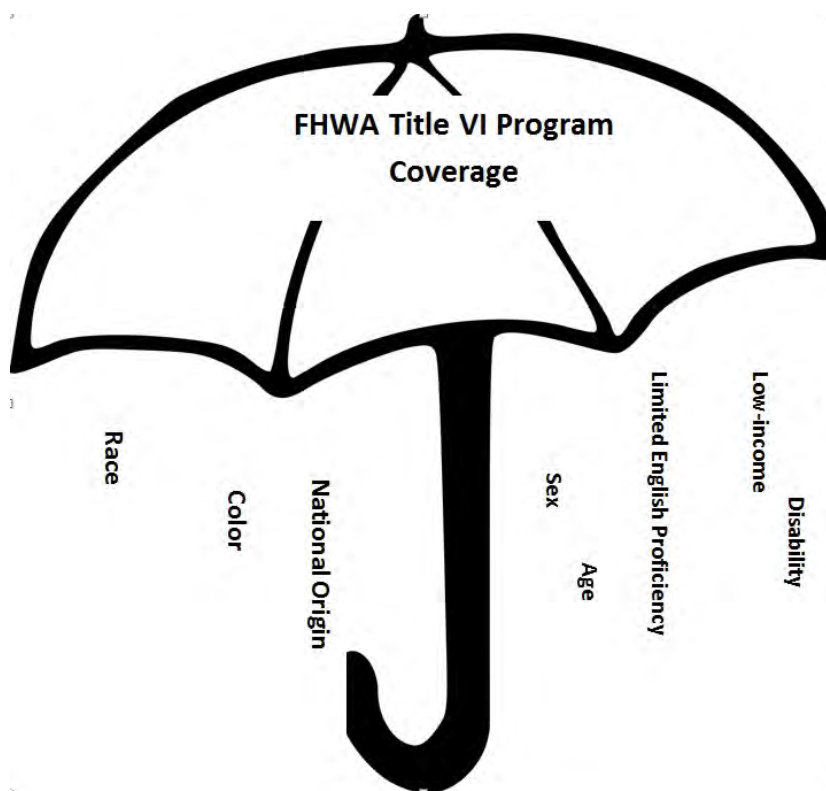 FHWA Title VI Program
Coverage
Race
Color
National Origin
Sex
Age
Limited English Proficiency
Low-income
Disability